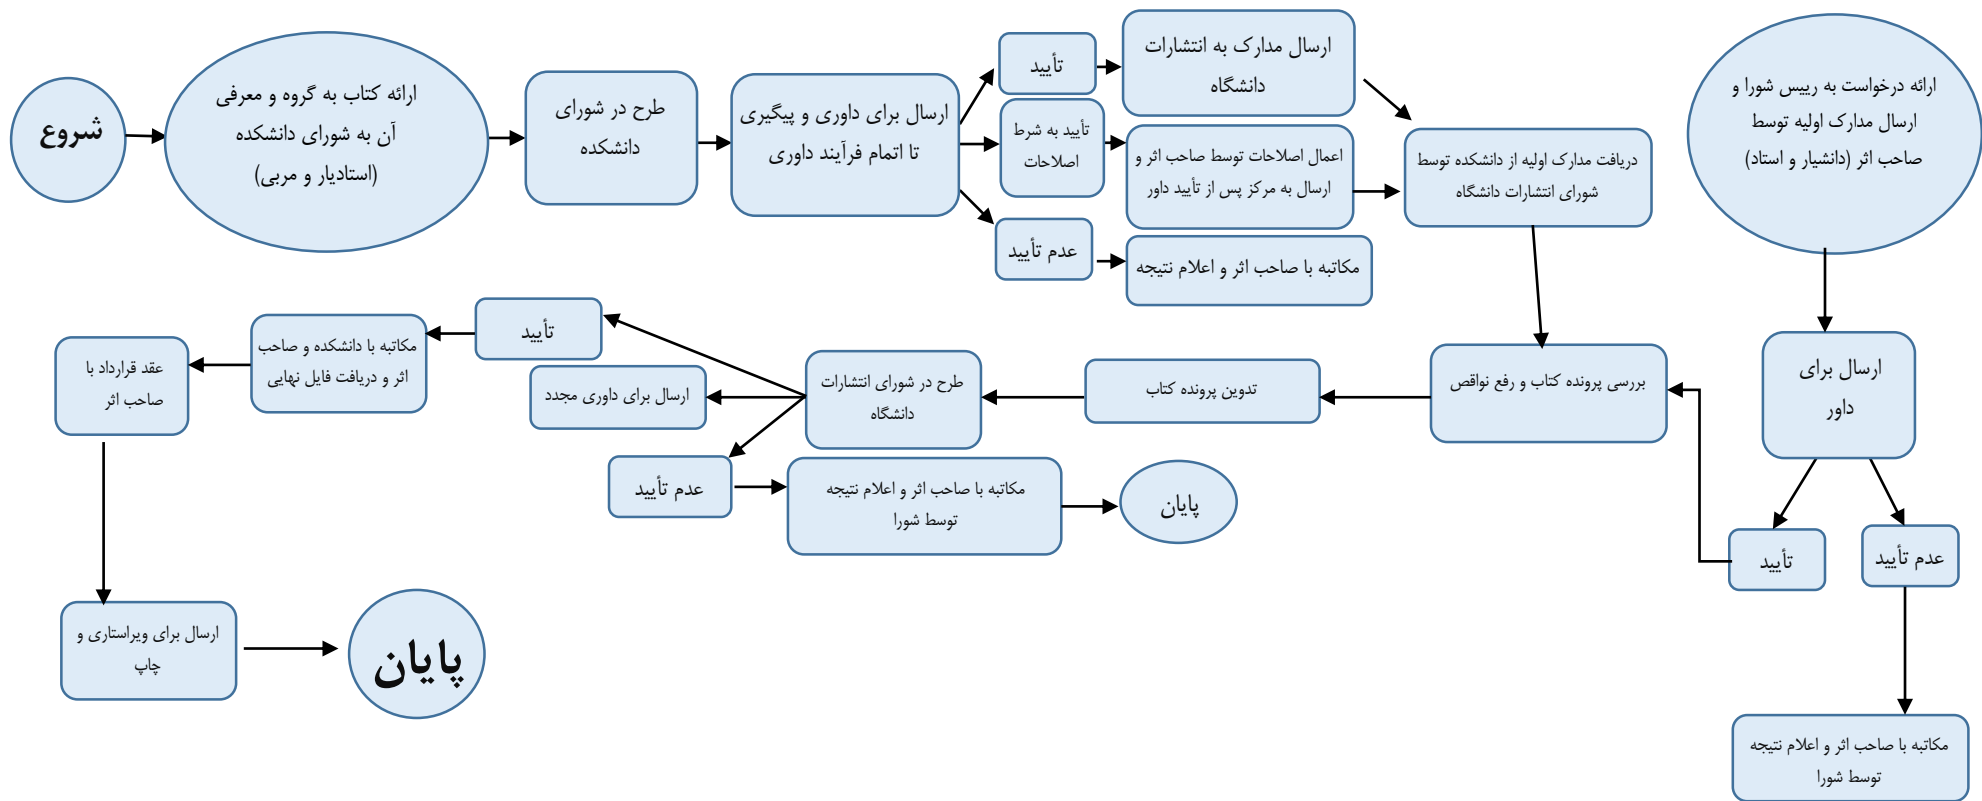 شروع
ارائه کتاب به گروه و معرفی
آن به شورای دانشکده
(استادیار و مربی)
طرح در شورای
دانشکده
ارسال برای داوری و پیگیری
تا اتمام فرآیند داوری
تأیید
ارسال مدارک به انتشارات
دانشگاه
تأیید به شرط
اصلاحات
اعمال اصلاحات توسط صاحب اثر و
ارسال به مرکز پس از تأیید داور
عدم تأیید
مکاتبه با صاحب اثر و اعلام نتیجه
دریافت مدارک اولیه از دانشکده توسط
شورای انتشارات دانشگاه
ارائه درخواست به رییس شورا و
ارسال مدارک اولیه توسط
صاحب اثر (دانشیار و استاد)
ارسال برای
داور
تأیید
عدم تأیید
مکاتبه با صاحب اثر و اعلام نتیجه
توسط شورا
بررسی پرونده کتاب و رفع نواقص
تدوین پرونده کتاب
طرح در شورای انتشارات
دانشگاه
تأیید
ارسال برای داوری مجدد
عدم تأیید
مکاتبه با صاحب اثر و اعلام نتیجه
توسط شورا
پایان
مکاتبه با دانشکده و صاحب
اثر و دریافت فایل نهایی
عقد قرارداد با
صاحب اثر
ارسال برای ویراستاری و
چاپ
پایان